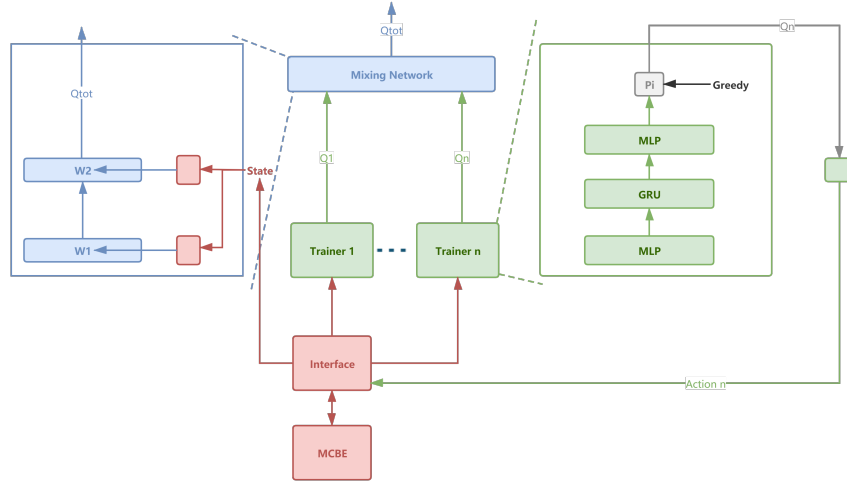 Qtot
Qn
Mixing Network
Pi
Greedy
Qtot
MLP
Q1
Qn
W2
State
GRU
W1
Trainer 1
Trainer n
MLP
Interface
Action n
MCBE